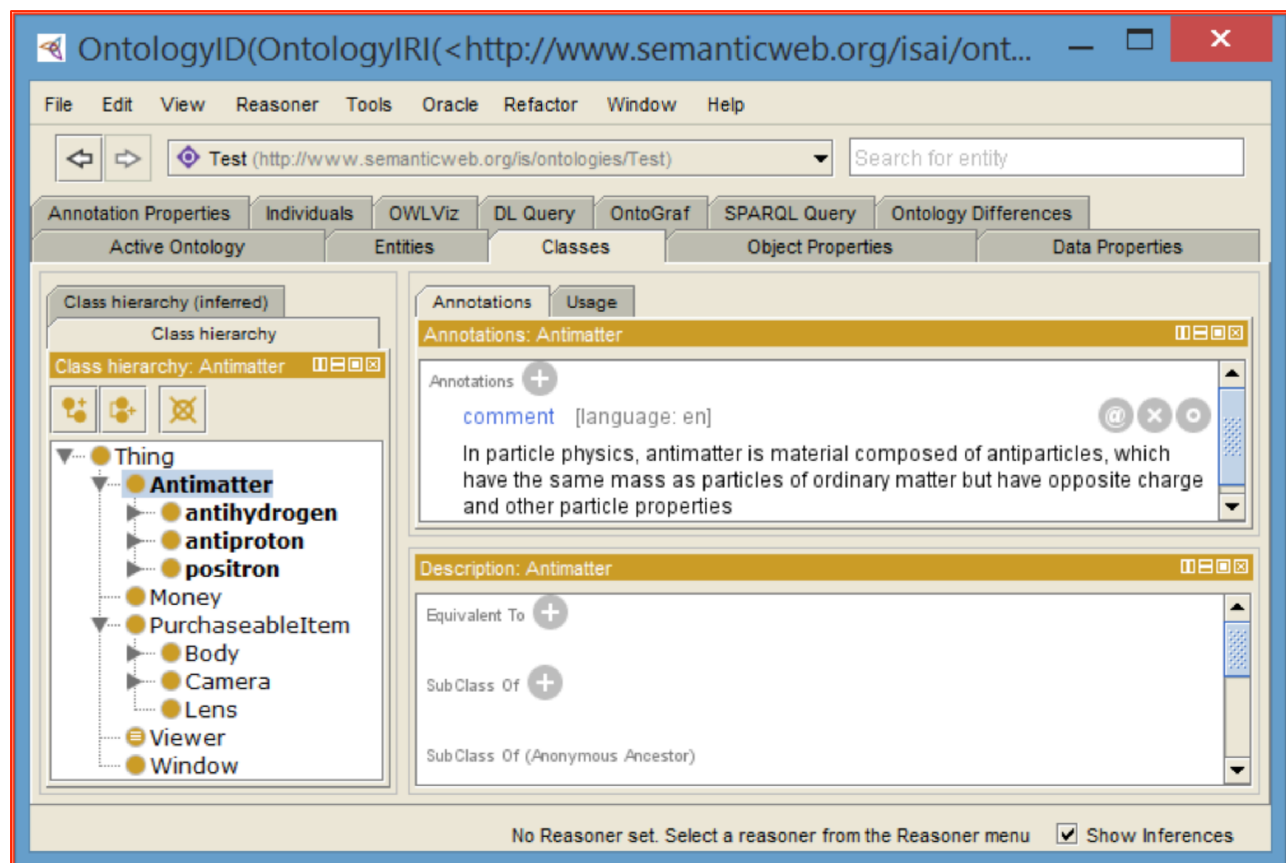 OntologyID(OntologyIRI(<http://www.semanticweb.org/isai/ont...
File Edit View Reasoner Tools Oracle Refactor Window Help
Test (http://www.semanticweb.org/is/ontologies/Test)
Search for entity
Annotation Properties Individuals OWLViz DL Query OntoGraf SPARQL Query Ontology Differences
Active Ontology Entities Classes Object Properties Data Properties
Class hierarchy (inferred)
Class hierarchy
Class hierarchy: Antimatter
Thing
Antimatter
antihydrogen
antiproton
positron
Money
PurchaseableItem
Body
Camera
Lens
Viewer
Window
Annotations Usage
Annotations: Antimatter
Annotations
comment [language: en]
In particle physics, antimatter is material composed of antiparticles, which
have the same mass as particles of ordinary matter but have opposite charge
and other particle properties
Description: Antimatter
Equivalent To
SubClass Of
SubClass Of (Anonymous Ancestor)
No Reasoner set. Select a reasoner from the Reasoner menu Show Inferences